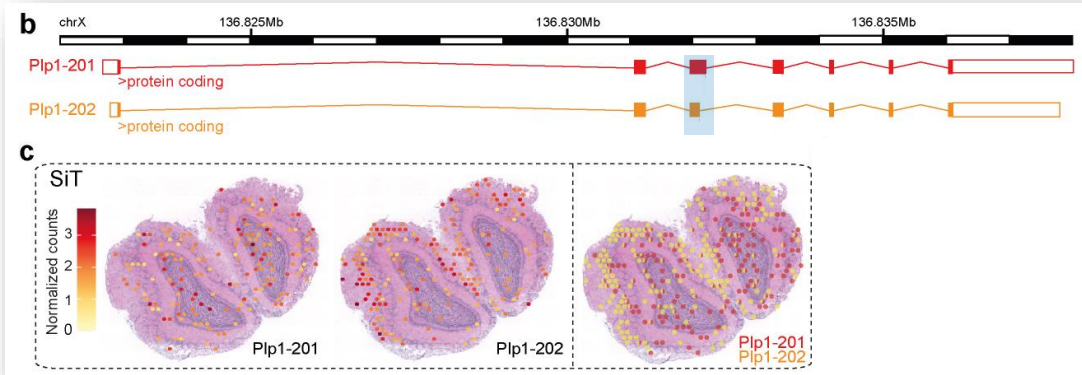 b
chrX 136.825Mb 136.830Mb 136.835Mb
Plp1-201
>protein coding
Plp1-202
>protein coding
c
SiT
Normalized counts
3
2
1
0
Plp1-201
Plp1-202
Plp1-201
Plp1-202